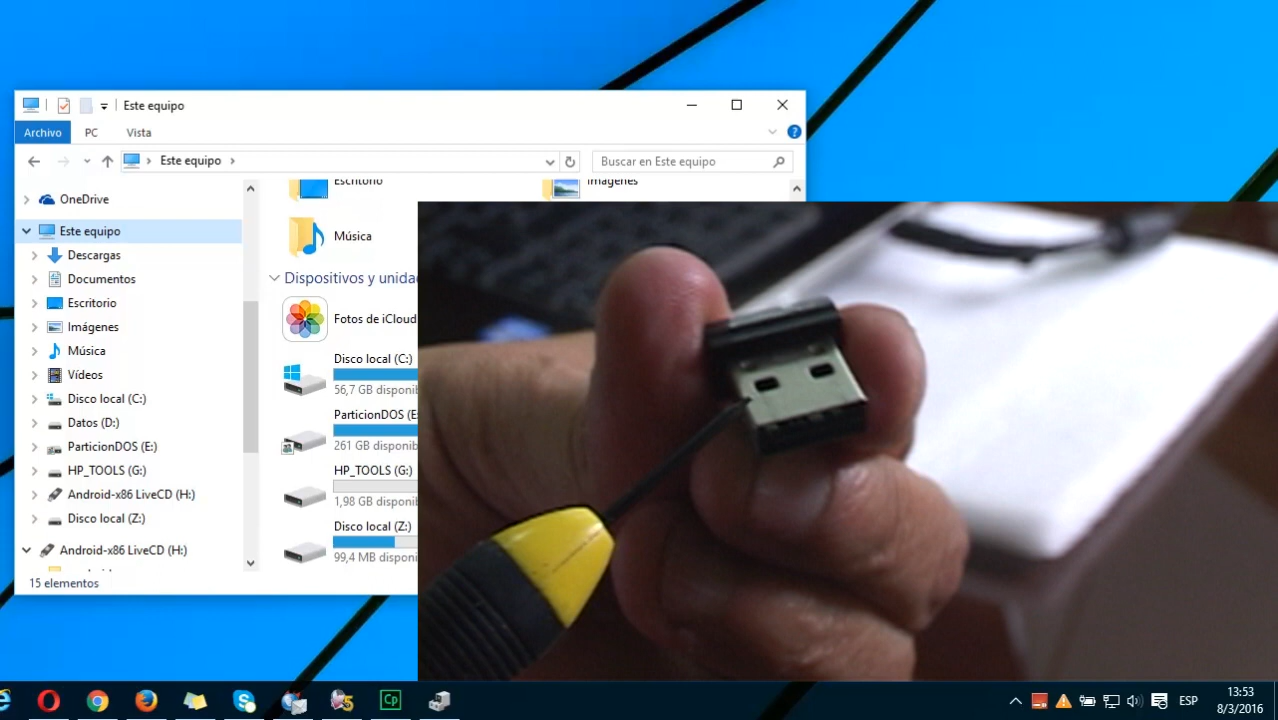 Este equipo
Archivo PC Vista
Este equipo
Buscar en Este equipo
OneDrive
Este equipo
Descargas
Documentos
Escritorio
Imágenes
Música
Vídeos
Disco local (C:)
Datos (D:)
ParticionDOS (E:)
HP_TOOLS (G:)
Android-x86 LiveCD (H:)
Disco local (Z:)
Android-x86 LiveCD (H:)
Escritorio
Imágenes
Música
Dispositivos y unida
Fotos de iCloud
Disco local (C:)
56,7 GB disponi
ParticionDOS (E
261 GB disponib
HP_TOOLS (G:)
1,98 GB disponi
Disco local (Z:)
99,4 MB disponi
15 elementos
Cp
ESP
13:53
8/3/2016